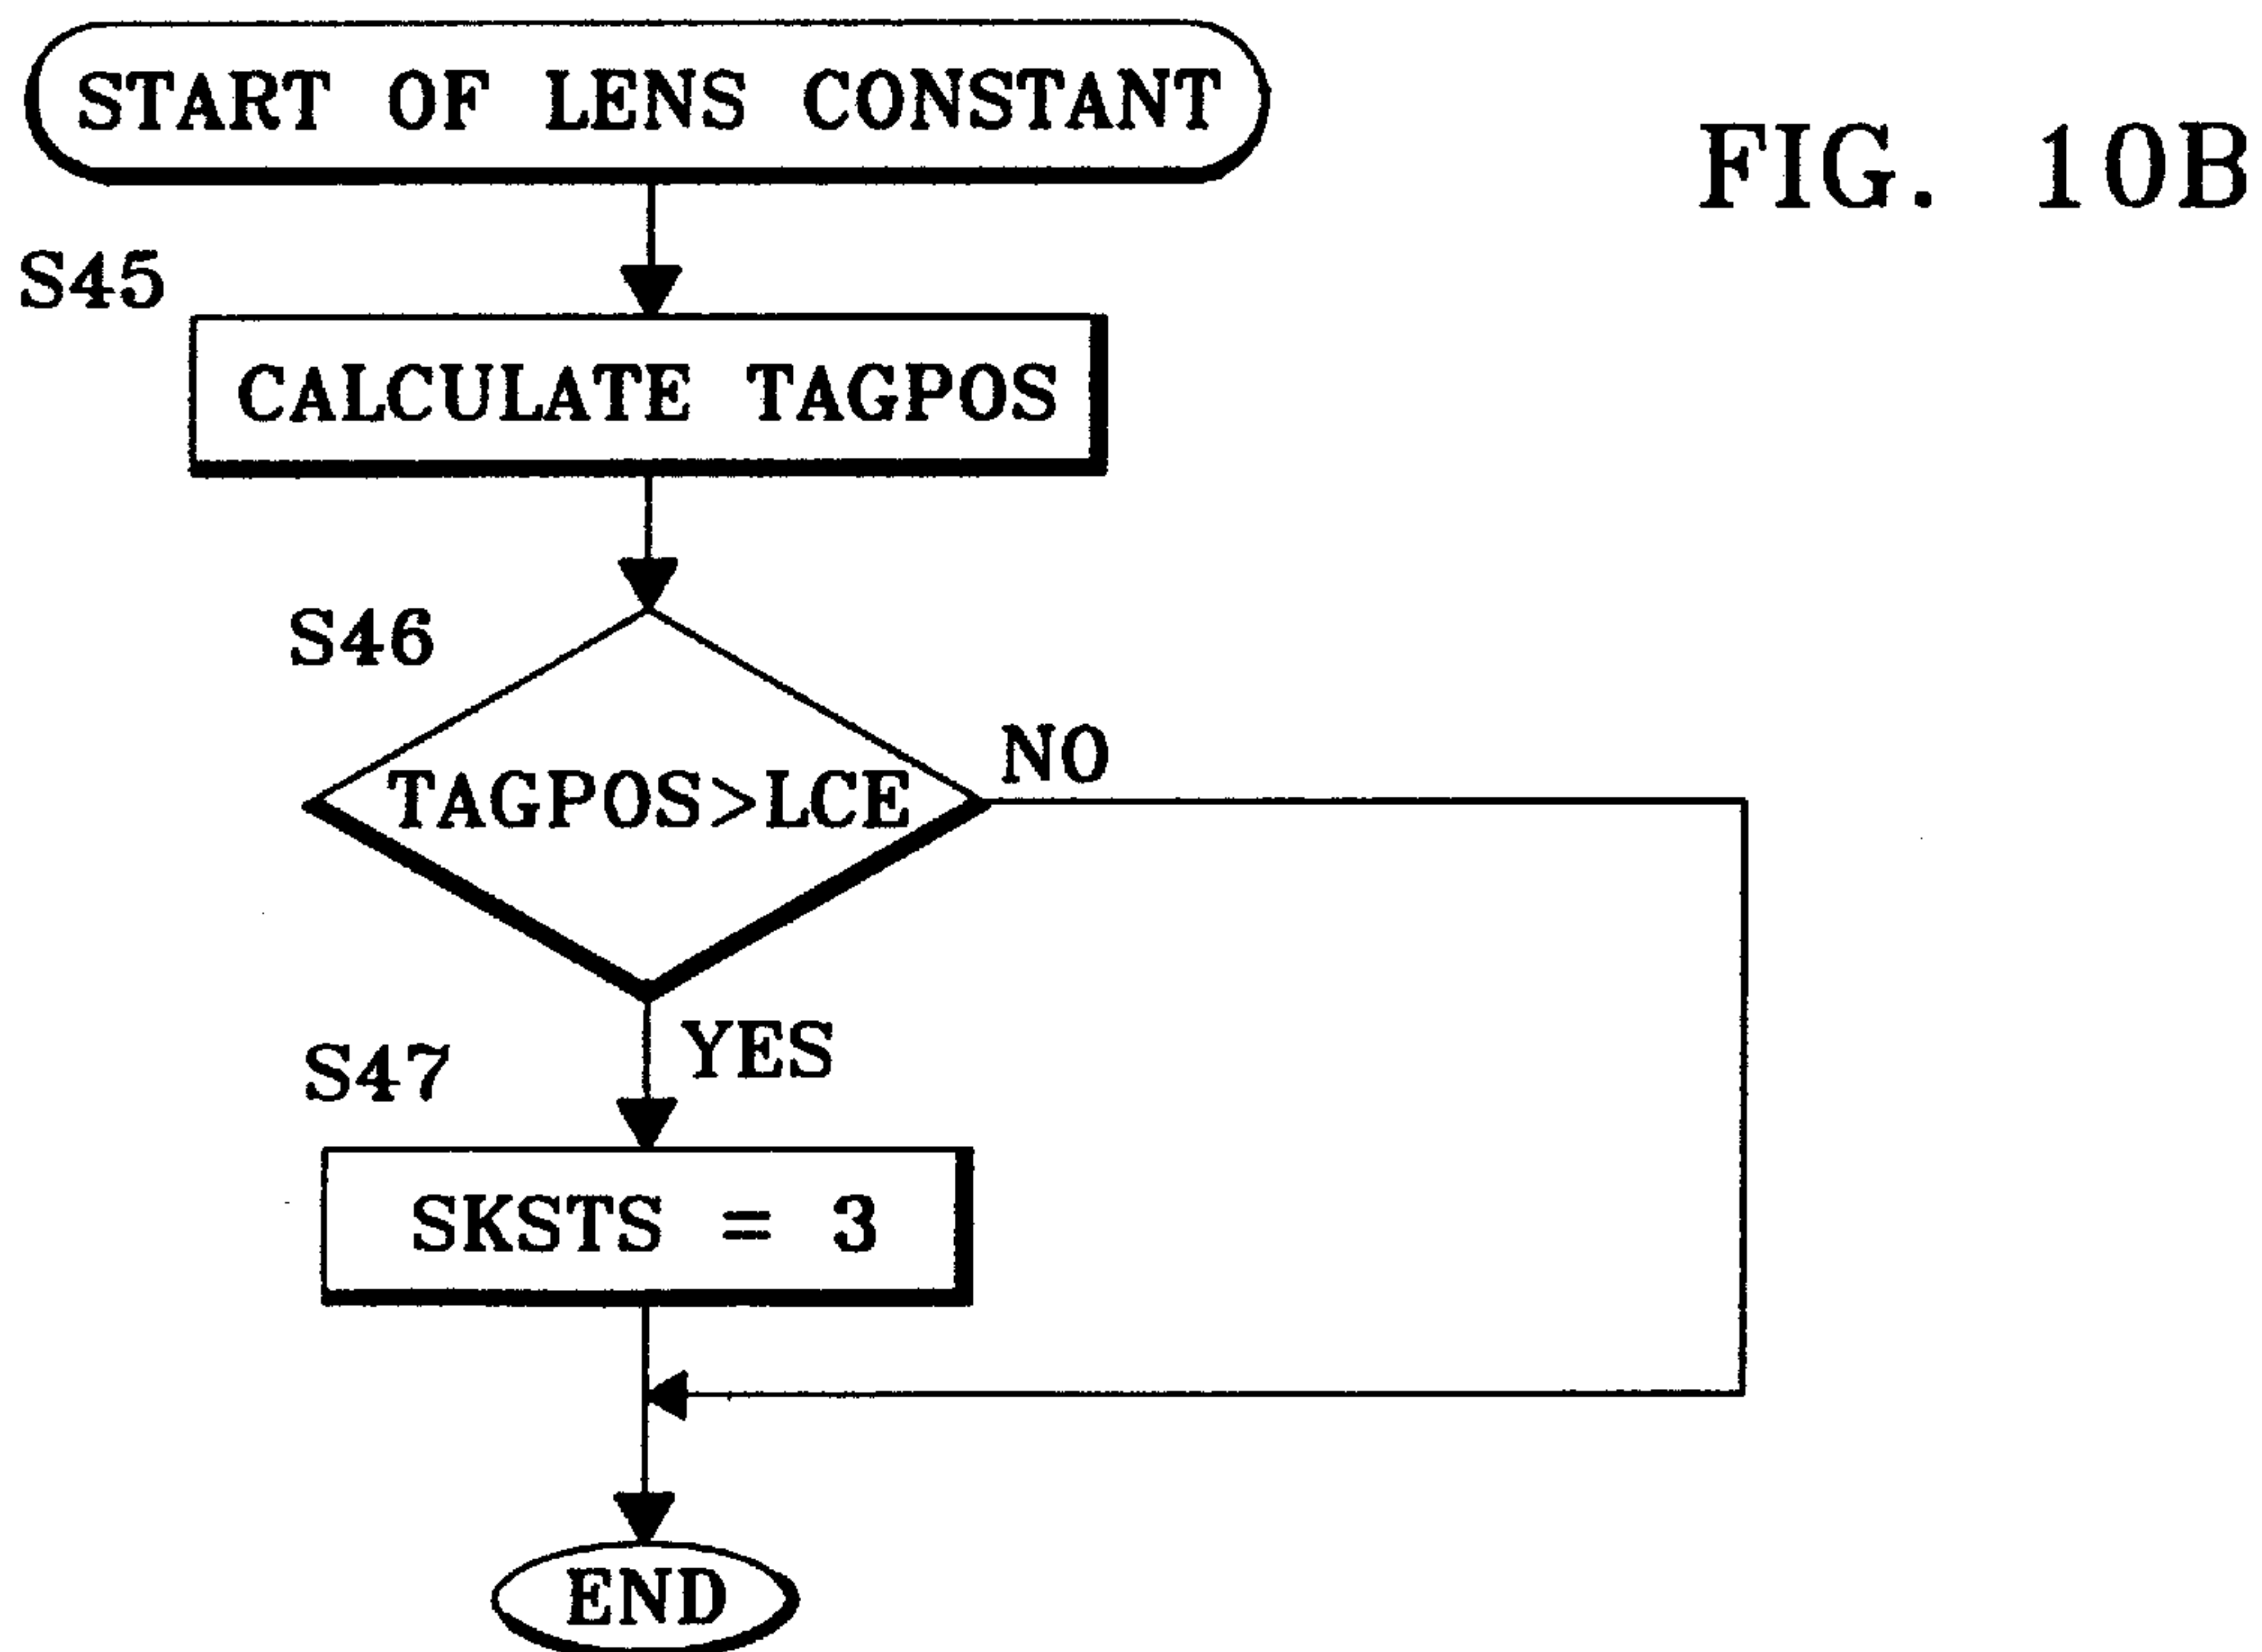 START OF LENS CONSTANT
FIG. 10B
S45
CALCULATE TAGPOS
S46
NO
TAGPOS>LCE
YES
S47
SKSTS = 3
END